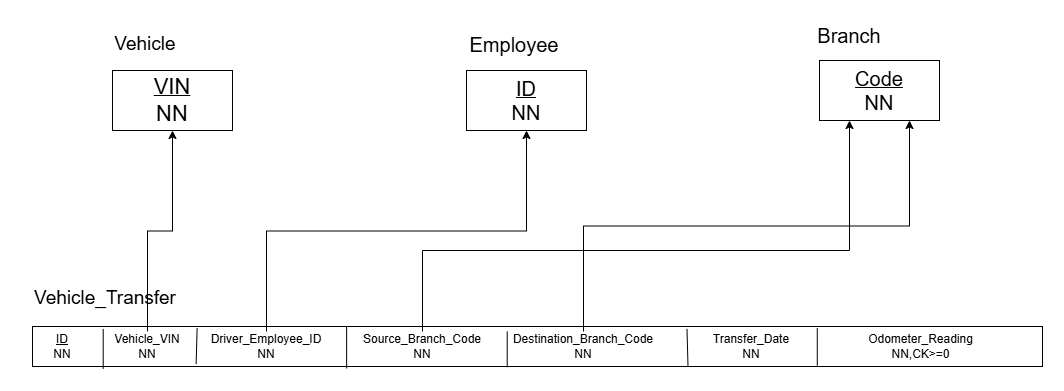 Vehicle
Employee
Branch
VIN
NN
ID
NN
Code
NN
Vehicle_Transfer
ID
NN
Vehicle_VIN
NN
Driver_Employee_ID
NN
Source_Branch_Code
NN
Destination_Branch_Code
NN
Transfer_Date
NN
Odometer_Reading
NN,CK>=0